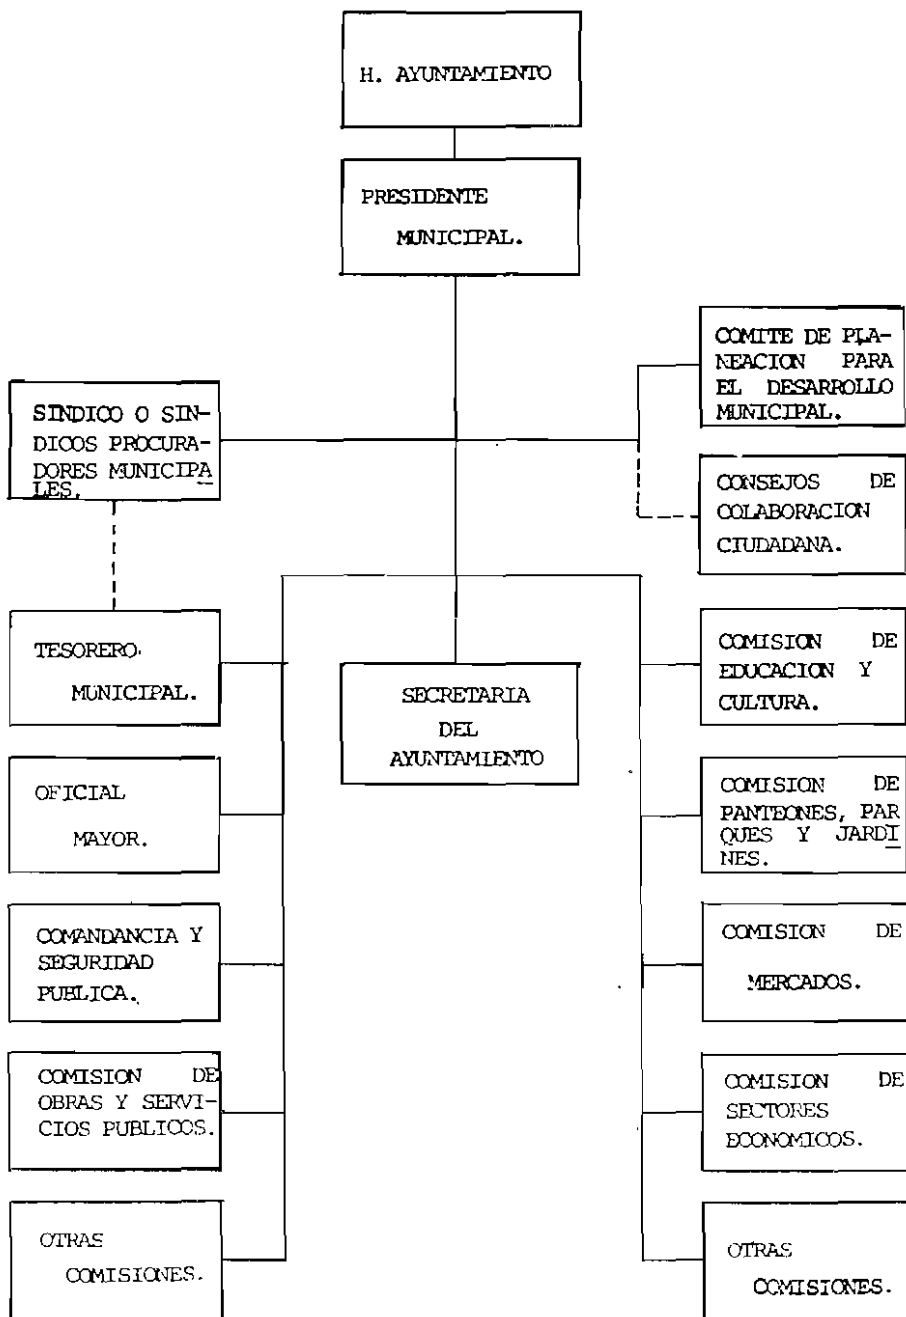 H. AYUNTAMIENTO
PRESIDENTE
MUNICIPAL.
COMITE DE PLA-
NEACION PARA
EL DESARROLLO
MUNICIPAL.
SINDICO O SIN-
DICOS PROCURA-
DORES MUNICIPA
LES.
CONSEJOS DE
COLABORACION
CIUDADANA.
TESORERO
MUNICIPAL.
SECRETARIA
DEL
AYUNTAMIENTO
COMISION DE
EDUCACION Y
CULTURA.
OFICIAL
MAYOR.
COMISION DE
PANTEONES, PAR
QUES Y JARDI
NES.
COMANDANCIA Y
SEGURIDAD
PUBLICA.
COMISION DE
MERCADOS.
COMISION DE
OBRAS Y SERVI-
CIOS PUBLICOS.
COMISION DE
SECTORES
ECONOMICOS.
OTRAS
COMISIONES.
OTRAS
COMISIONES.